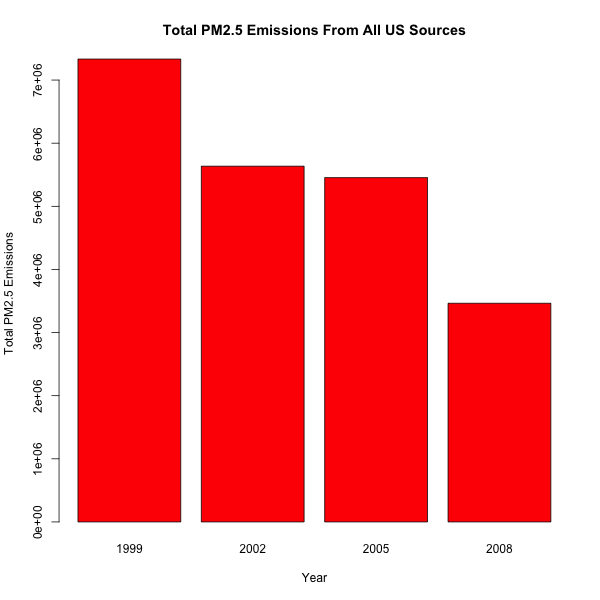 Total PM2.5 Emissions From All US Sources
Total PM2.5 Emissions
7e+06
6e+06
5e+06
4e+06
3e+06
2e+06
1e+06
0e+00
1999 2002 2005 2008
Year